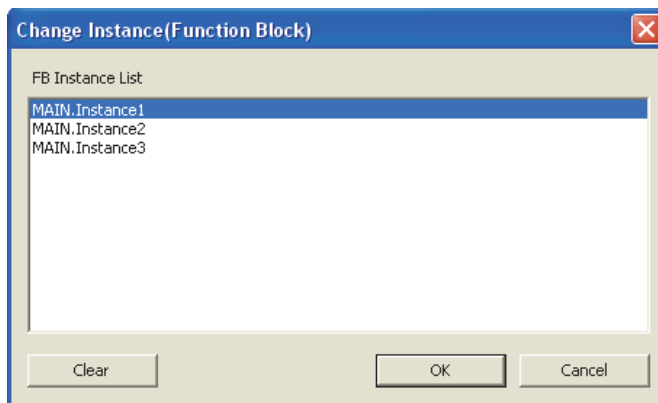 Change Instance(Function Block)
FB Instance List
MAIN.Instance1
MAIN.Instance2
MAIN.Instance3
Clear
OK
Cancel